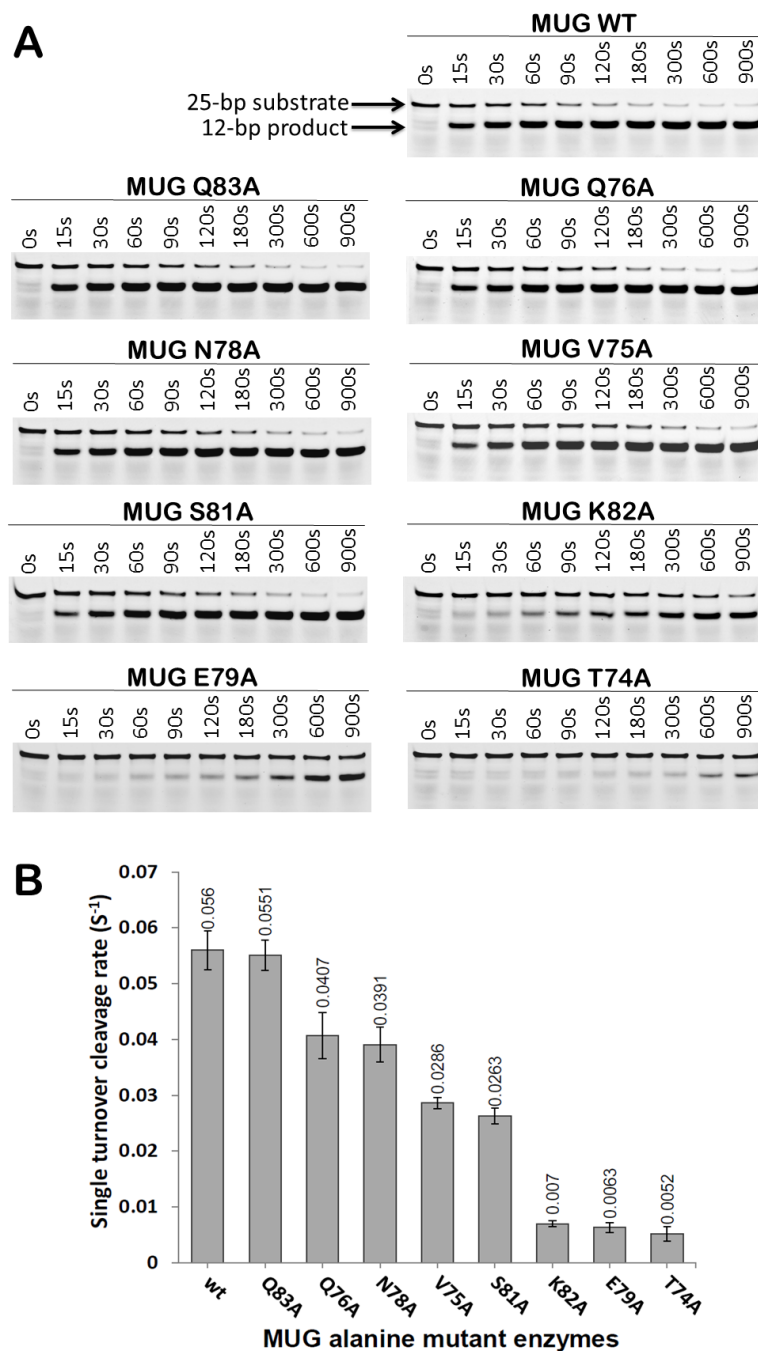 A
MUG WT
0s 15s 30s 60s 90s 120s 180s 300s 600s 900s
25-bp substrate
12-bp product
MUG Q83A
0s 15s 30s 60s 90s 120s 180s 300s 600s 900s
MUG Q76A
0s 15s 30s 60s 90s 120s 180s 300s 600s 900s
MUG N78A
0s 15s 30s 60s 90s 120s 180s 300s 600s 900s
MUG V75A
0s 15s 30s 60s 90s 120s 180s 300s 600s 900s
MUG S81A
0s 15s 30s 60s 90s 120s 180s 300s 600s 900s
MUG K82A
0s 15s 30s 60s 90s 120s 180s 300s 600s 900s
MUG E79A
0s 15s 30s 60s 90s 120s 180s 300s 600s 900s
MUG T74A
0s 15s 30s 60s 90s 120s 180s 300s 600s 900s
B
Single turnover cleavage rate (S⁻¹)
0.07
0.06
0.05
0.04
0.03
0.02
0.01
0
0.056 0.0551 0.0407 0.0391 0.0286 0.0263 0.007 0.0063 0.0052
wt Q83A Q76A N78A V75A S81A K82A E79A T74A
MUG alanine mutant enzymes